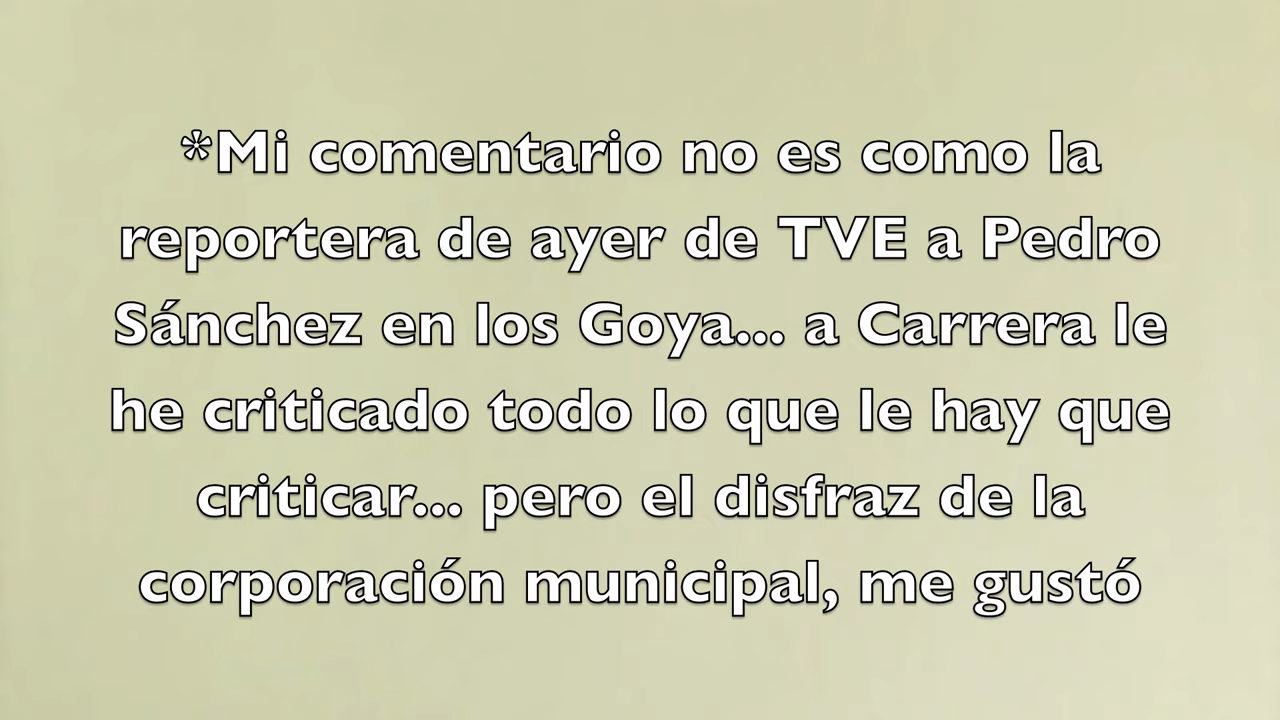 *Mi comentario no es como la
reportera de ayer de TVE a Pedro
Sánchez en los Goya... a Carrera le
he criticado todo lo que le hay que
criticar... pero el disfraz de la
corporación municipal, me gustó